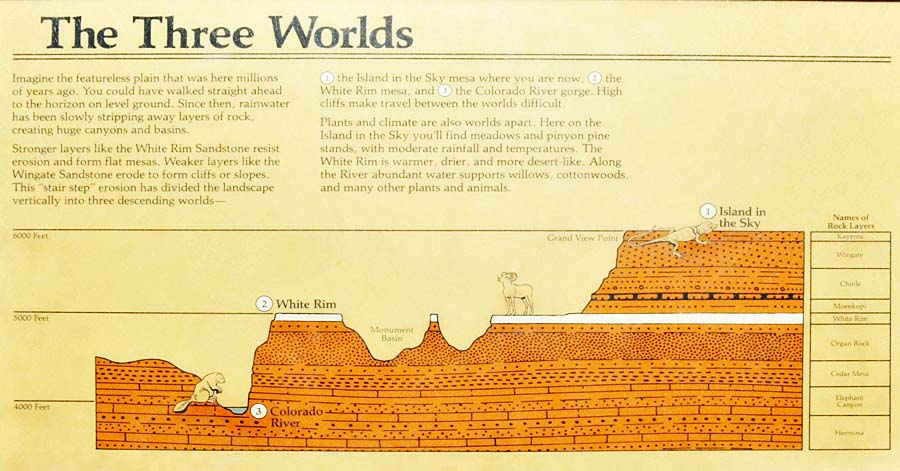 The Three Worlds
Imagine the featureless plain that was here millions
of years ago. You could have walked straight ahead
to the horizon on level ground. Since then, rainwater
has been slowly stripping away layers of rock,
creating huge canyons and basins.
Stronger layers like the White Rim Sandstone resist
erosion and form flat mesas. Weaker layers like the
Wingate Sandstone erode to form cliffs or slopes.
This "stair step" erosion has divided the landscape
vertically into three descending worlds—
1 the Island in the Sky mesa where you are now, 2 the
White Rim mesa, and 3 the Colorado River gorge. High
cliffs make travel between the worlds difficult.
Plants and climate are also worlds apart. Here on the
Island in the Sky you'll find meadows and pinyon pine
stands, with moderate rainfall and temperatures. The
White Rim is warmer, drier, and more desert-like. Along
the River abundant water supports willows, cottonwoods,
and many other plants and animals.
1 Island in
the Sky
Names of
Rock Layers
6000 Feet
Grand View Point
Kayenta
Wingate
Chinle
Moenkopi
2 White Rim
5000 Feet
White Rim
Monument
Basin
Organ Rock
Cedar Mesa
Elephant
Canyon
4000 Feet
3 Colorado
River
Hermosa